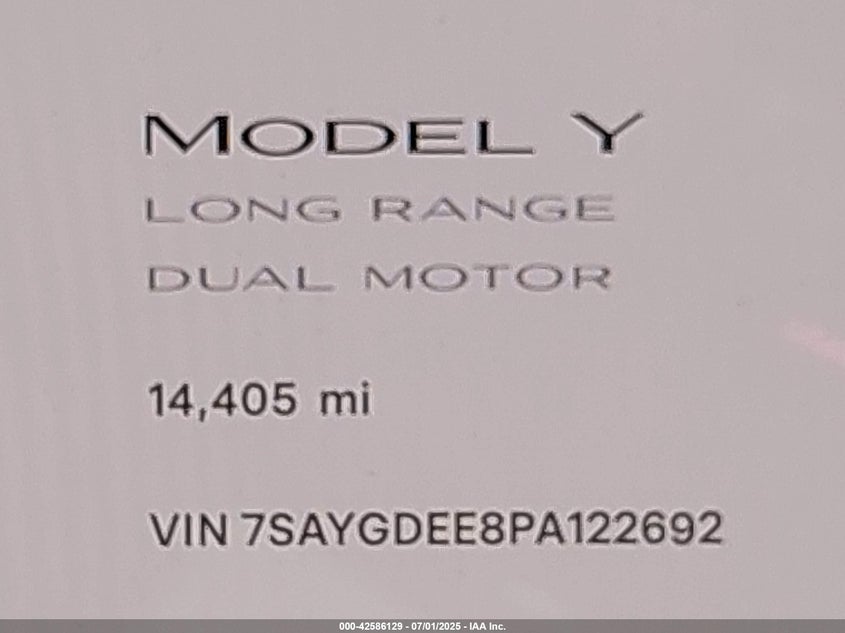 MODEL Y
LONG RANGE
DUAL MOTOR
14,405 mi
VIN 7SAYGDEE8PA122692
000-42586129 - 07/01/2025 - IAA Inc.